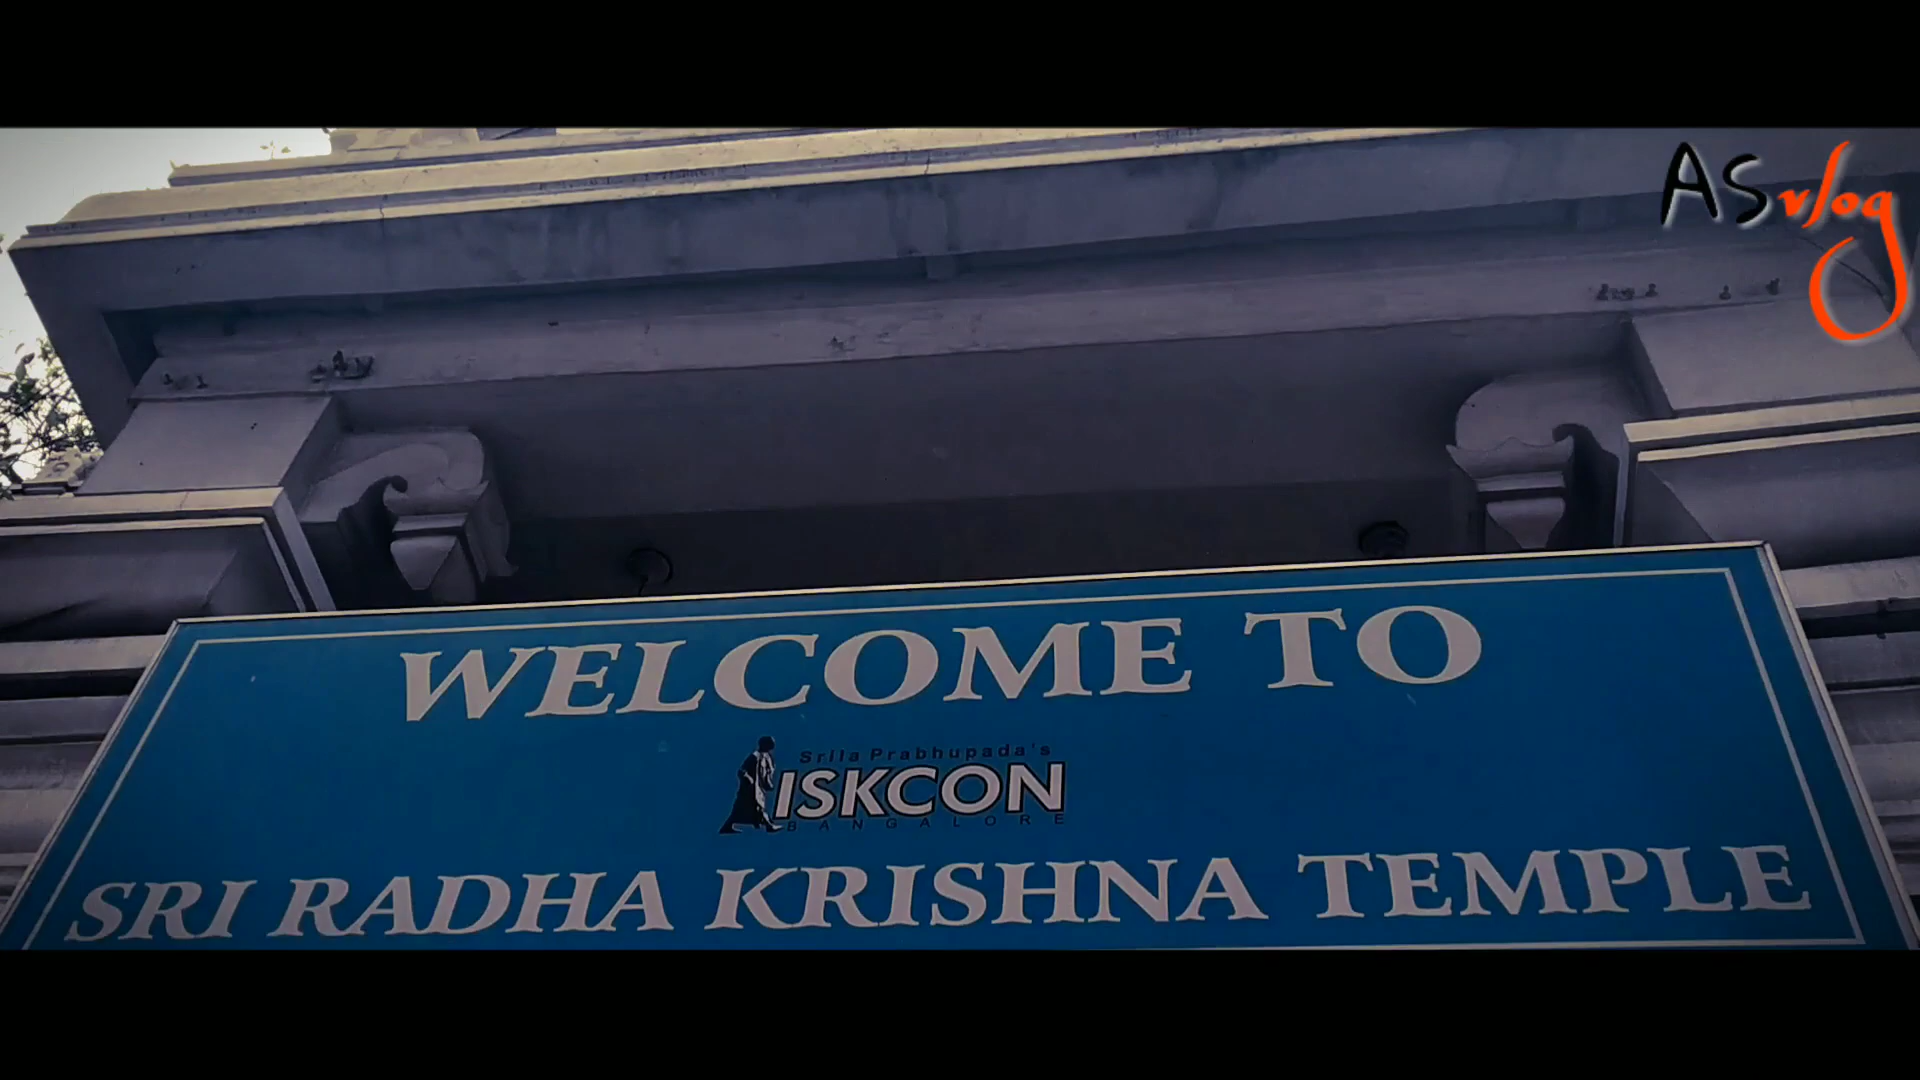 ASvlog
WELCOME TO
Srila Prabhupada's
ISKCON
BANGALORE
SRI RADHA KRISHNA TEMPLE